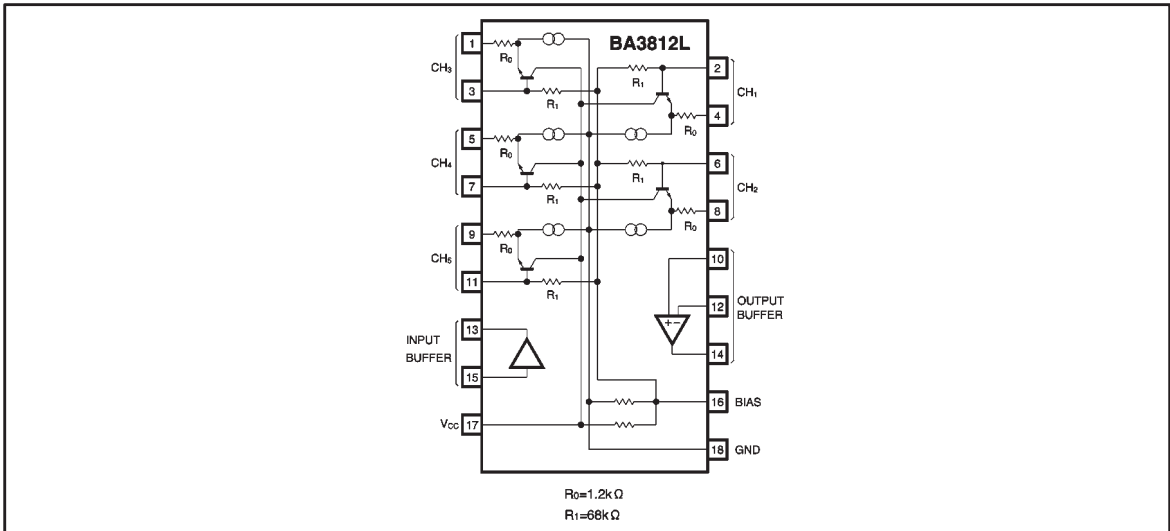 BA3812L
1
R₀
CH₃
3
R₁
2
R₁
CH₁
4
R₀
5
R₀
CH₄
7
R₁
6
R₁
CH₂
8
R₀
9
R₀
CH₅
11
R₁
10
12
OUTPUT
BUFFER
+ −
14
13
INPUT
BUFFER
15
16 BIAS
Vcc 17
18 GND
R₀=1.2kΩ
R₁=68kΩ